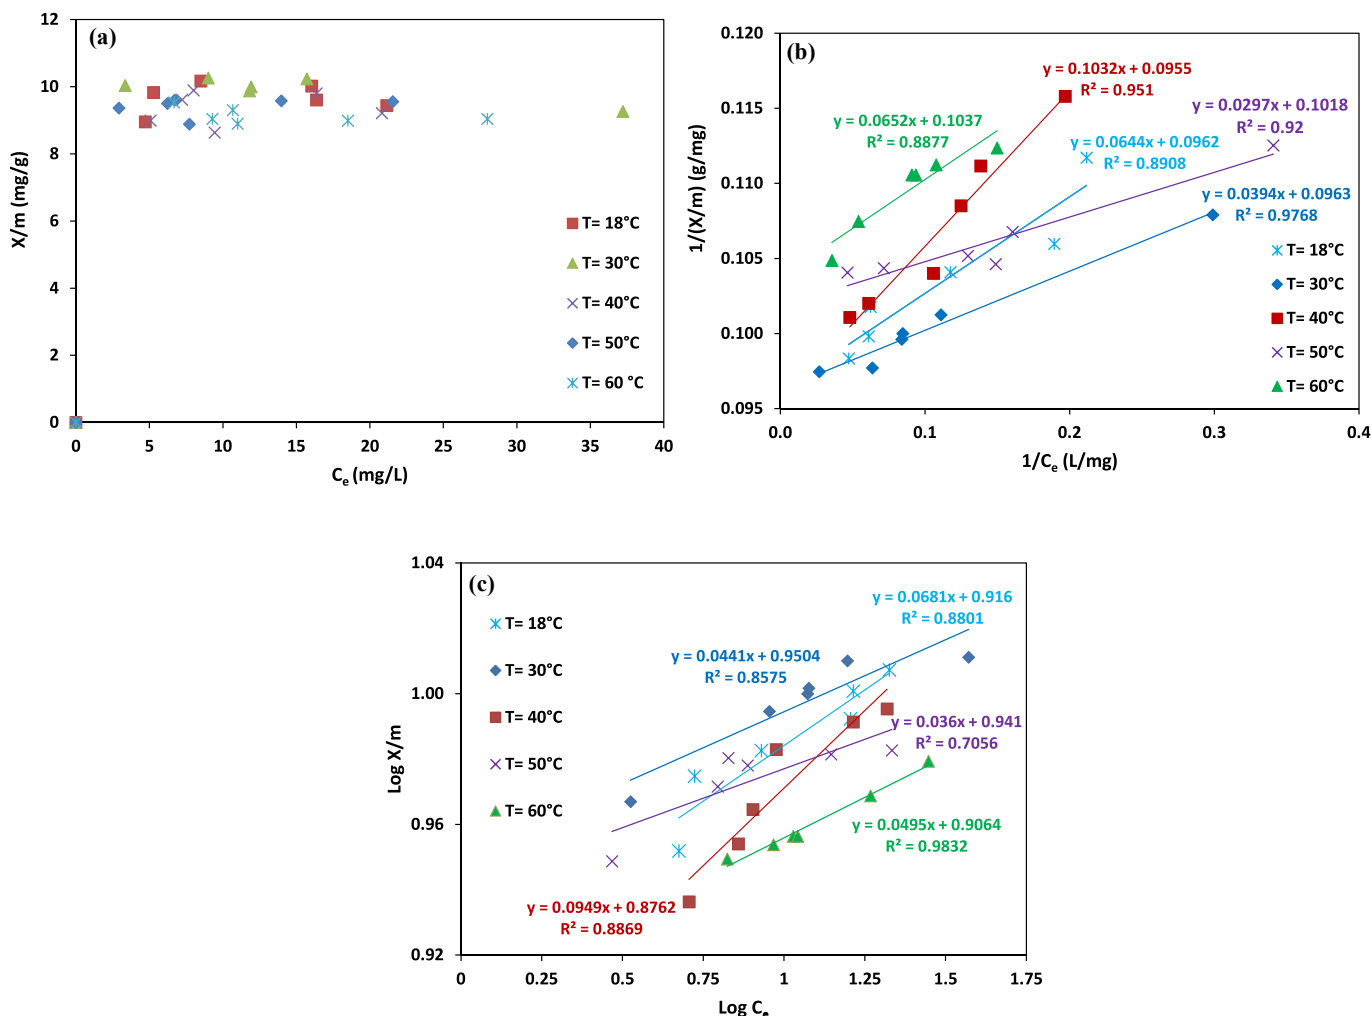 (a)
12
10
8
6
4
2
0
X/m (mg/g)
T= 18°C
T= 30°C
T= 40°C
T= 50°C
T= 60 °C
0 5 10 15 20 25 30 35 40
Ce (mg/L)
(b)
0.120
0.115
0.110
0.105
0.100
0.095
1/(X/m) (g/mg)
y = 0.1032x + 0.0955
R² = 0.951
y = 0.0297x + 0.1018
R² = 0.92
y = 0.0652x + 0.1037
R² = 0.8877
y = 0.0644x + 0.0962
R² = 0.8908
y = 0.0394x + 0.0963
R² = 0.9768
T= 18°C
T= 30°C
T= 40°C
T= 50°C
T= 60°C
0.0 0.1 0.2 0.3 0.4
1/Ce (L/mg)
(c)
1.04
1.00
0.96
0.92
Log X/m
T= 18°C
T= 30°C
T= 40°C
T= 50°C
T= 60°C
y = 0.0681x + 0.916
R² = 0.8801
y = 0.0441x + 0.9504
R² = 0.8575
y = 0.036x + 0.941
R² = 0.7056
y = 0.0495x + 0.9064
R² = 0.9832
y = 0.0949x + 0.8762
R² = 0.8869
0 0.25 0.5 0.75 1 1.25 1.5 1.75
Log Ce